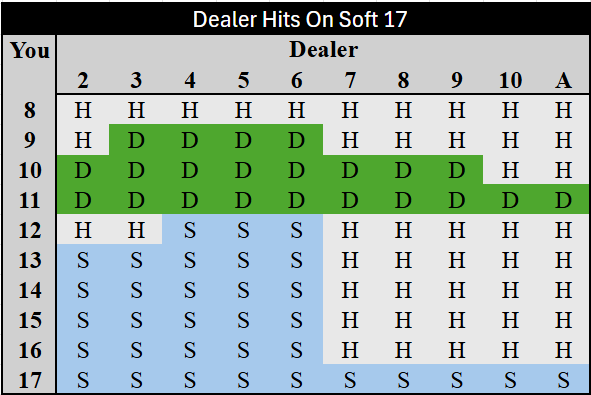 Dealer Hits On Soft 17
You Dealer
2 3 4 5 6 7 8 9 10 A
8 H H H H H H H H H H
9 H D D D D H H H H H
10 D D D D D D D D H H
11 D D D D D D D D D D
12 H H S S S H H H H H
13 S S S S S H H H H H
14 S S S S S H H H H H
15 S S S S S H H H H H
16 S S S S S H H H H H
17 S S S S S S S S S S